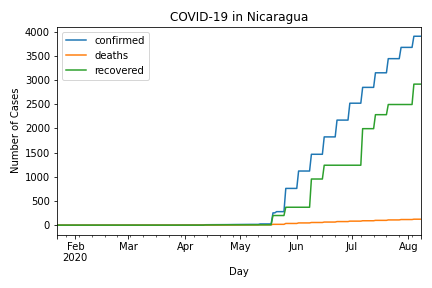 COVID-19 in Nicaragua
confirmed
deaths
recovered
Number of Cases
4000
3500
3000
2500
2000
1500
1000
500
0
Feb Mar Apr May Jun Jul Aug
2020
Day